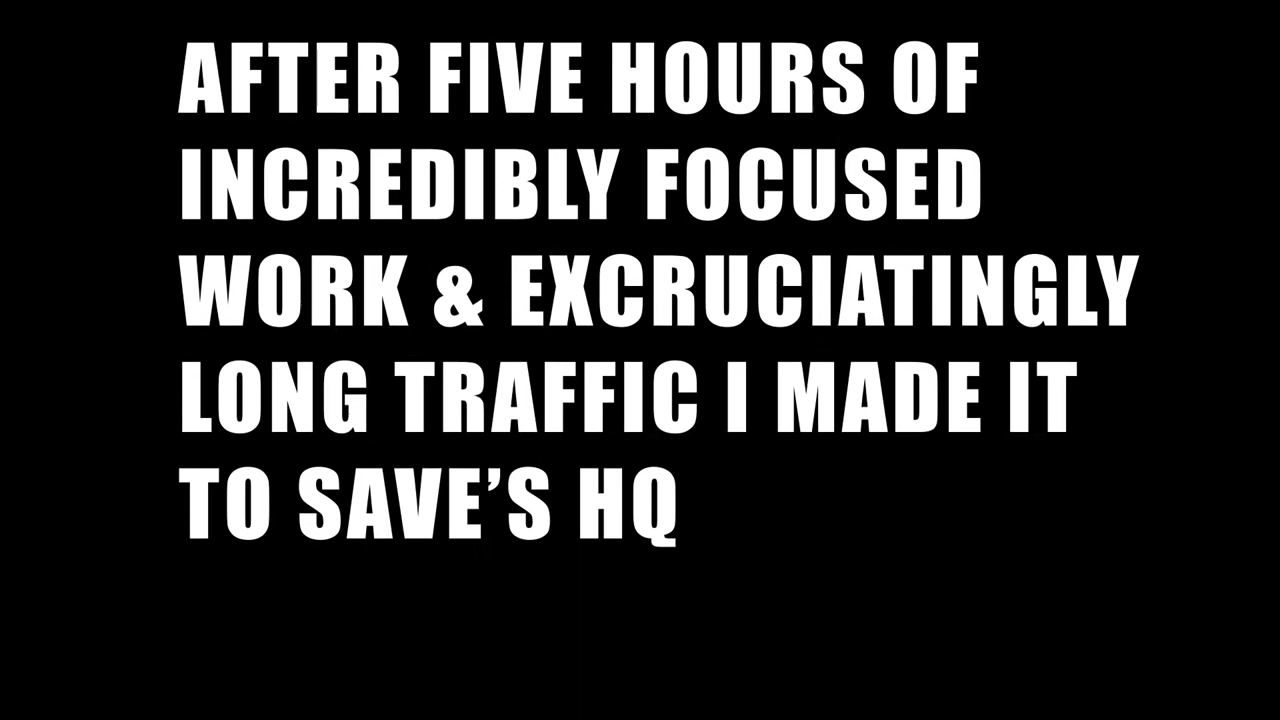 AFTER FIVE HOURS OF
INCREDIBLY FOCUSED
WORK & EXCRUCIATINGLY
LONG TRAFFIC I MADE IT
TO SAVE’S HQ